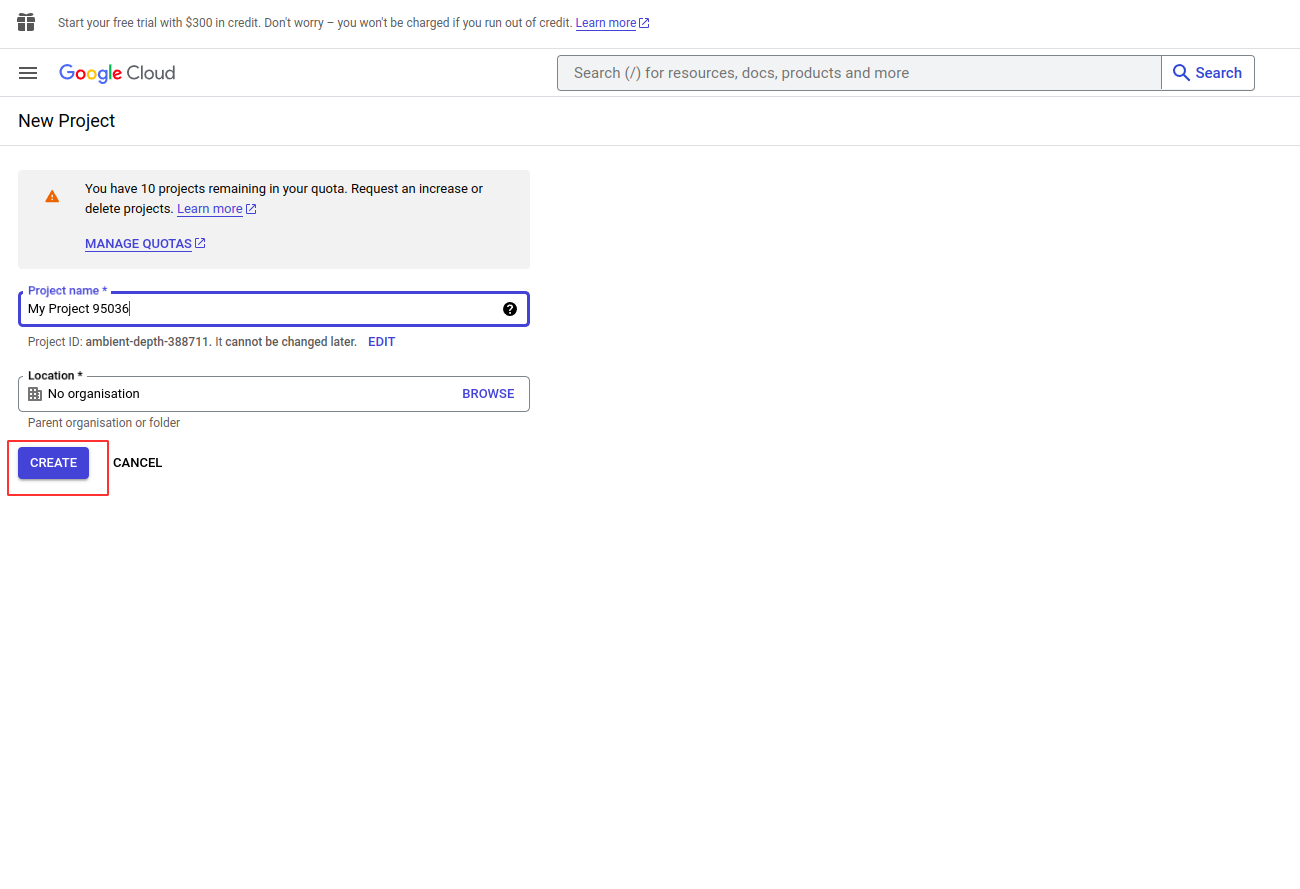 Start your free trial with $300 in credit. Don't worry – you won't be charged if you run out of credit. Learn more
Google Cloud
Search (/) for resources, docs, products and more
Search
New Project
You have 10 projects remaining in your quota. Request an increase or
delete projects. Learn more
MANAGE QUOTAS
Project name *
My Project 95036
Project ID: ambient-depth-388711. It cannot be changed later. EDIT
Location *
No organisation
BROWSE
Parent organisation or folder
CREATE
CANCEL